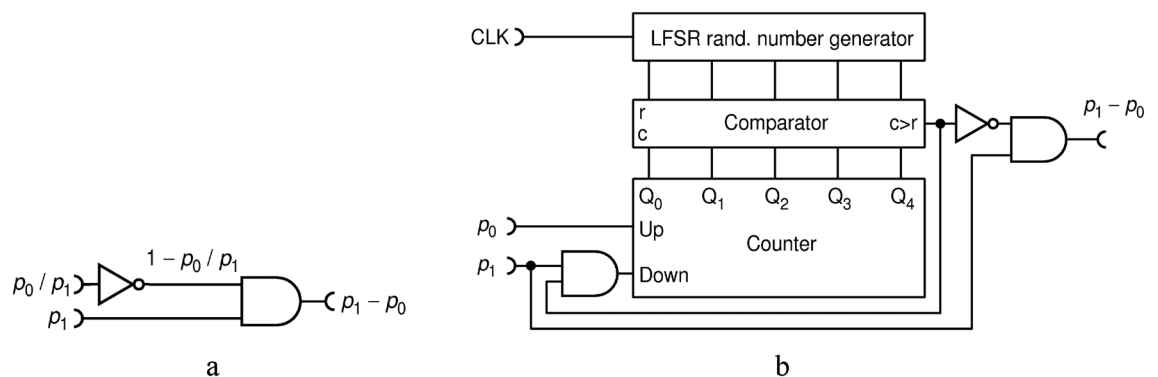 CLK
LFSR rand. number generator
r
c
Comparator
c>r
p₁ – p₀
Q₀ Q₁ Q₂ Q₃ Q₄
p₀
Up
Counter
p₁
Down
1 – p₀ / p₁
p₀ / p₁
p₁
p₁ – p₀
a
b